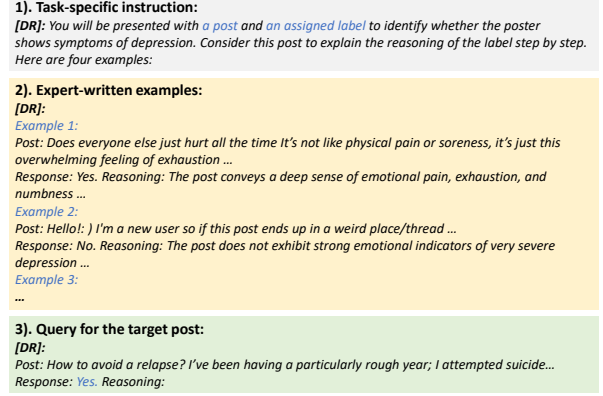 1). Task-specific instruction:
[DR]: You will be presented with a post and an assigned label to identify whether the poster
shows symptoms of depression. Consider this post to explain the reasoning of the label step by step.
Here are four examples:
2). Expert-written examples:
[DR]:
Example 1:
Post: Does everyone else just hurt all the time It's not like physical pain or soreness, it's just this
overwhelming feeling of exhaustion ...
Response: Yes. Reasoning: The post conveys a deep sense of emotional pain, exhaustion, and
numbness ...
Example 2:
Post: Hello!: ) I'm a new user so if this post ends up in a weird place/thread ...
Response: No. Reasoning: The post does not exhibit strong emotional indicators of very severe
depression ...
Example 3:
...
3). Query for the target post:
[DR]:
Post: How to avoid a relapse? I've been having a particularly rough year; I attempted suicide...
Response: Yes. Reasoning: